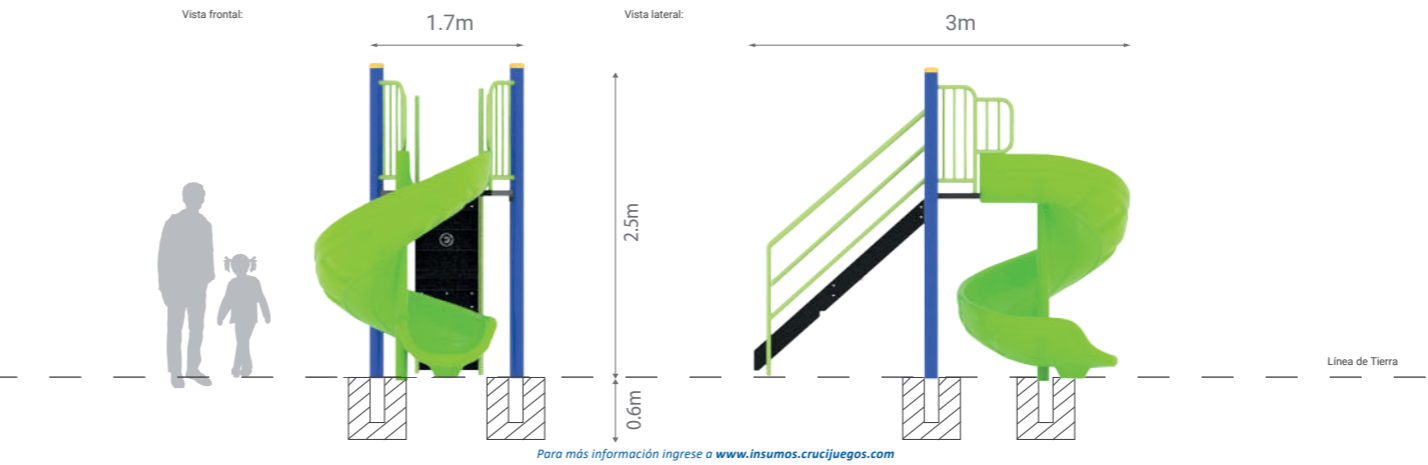 Vista frontal:
1.7m
Vista lateral:
3m
2.5m
Línea de Tierra
0.6m
Para más información ingrese a www.insumos.crucijuegos.com